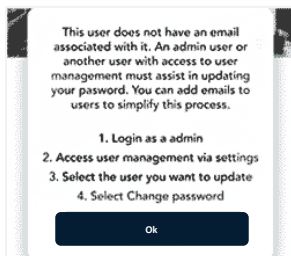 This user does not have an email
associated with it. An admin user or
another user with access to user
management must assist in updating
your password. You can add emails to
users to simplify this process.
1. Login as a admin
2. Access user management via settings
3. Select the user you want to update
4. Select Change password
Ok